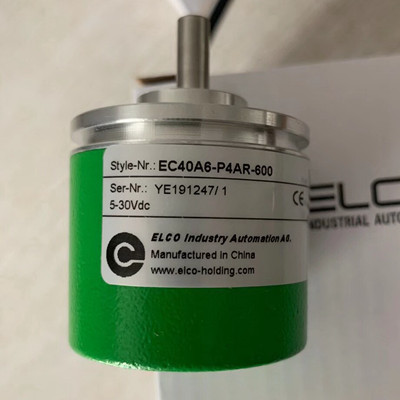 Style-Nr.: EC40A6-P4AR-600
Ser-Nr.: YE191247/ 1
5-30Vdc
CE
ELCO Industry Automation AG.
Manufactured in China
www.elco-holding.com
ELCO
INDUSTRIAL AUTO